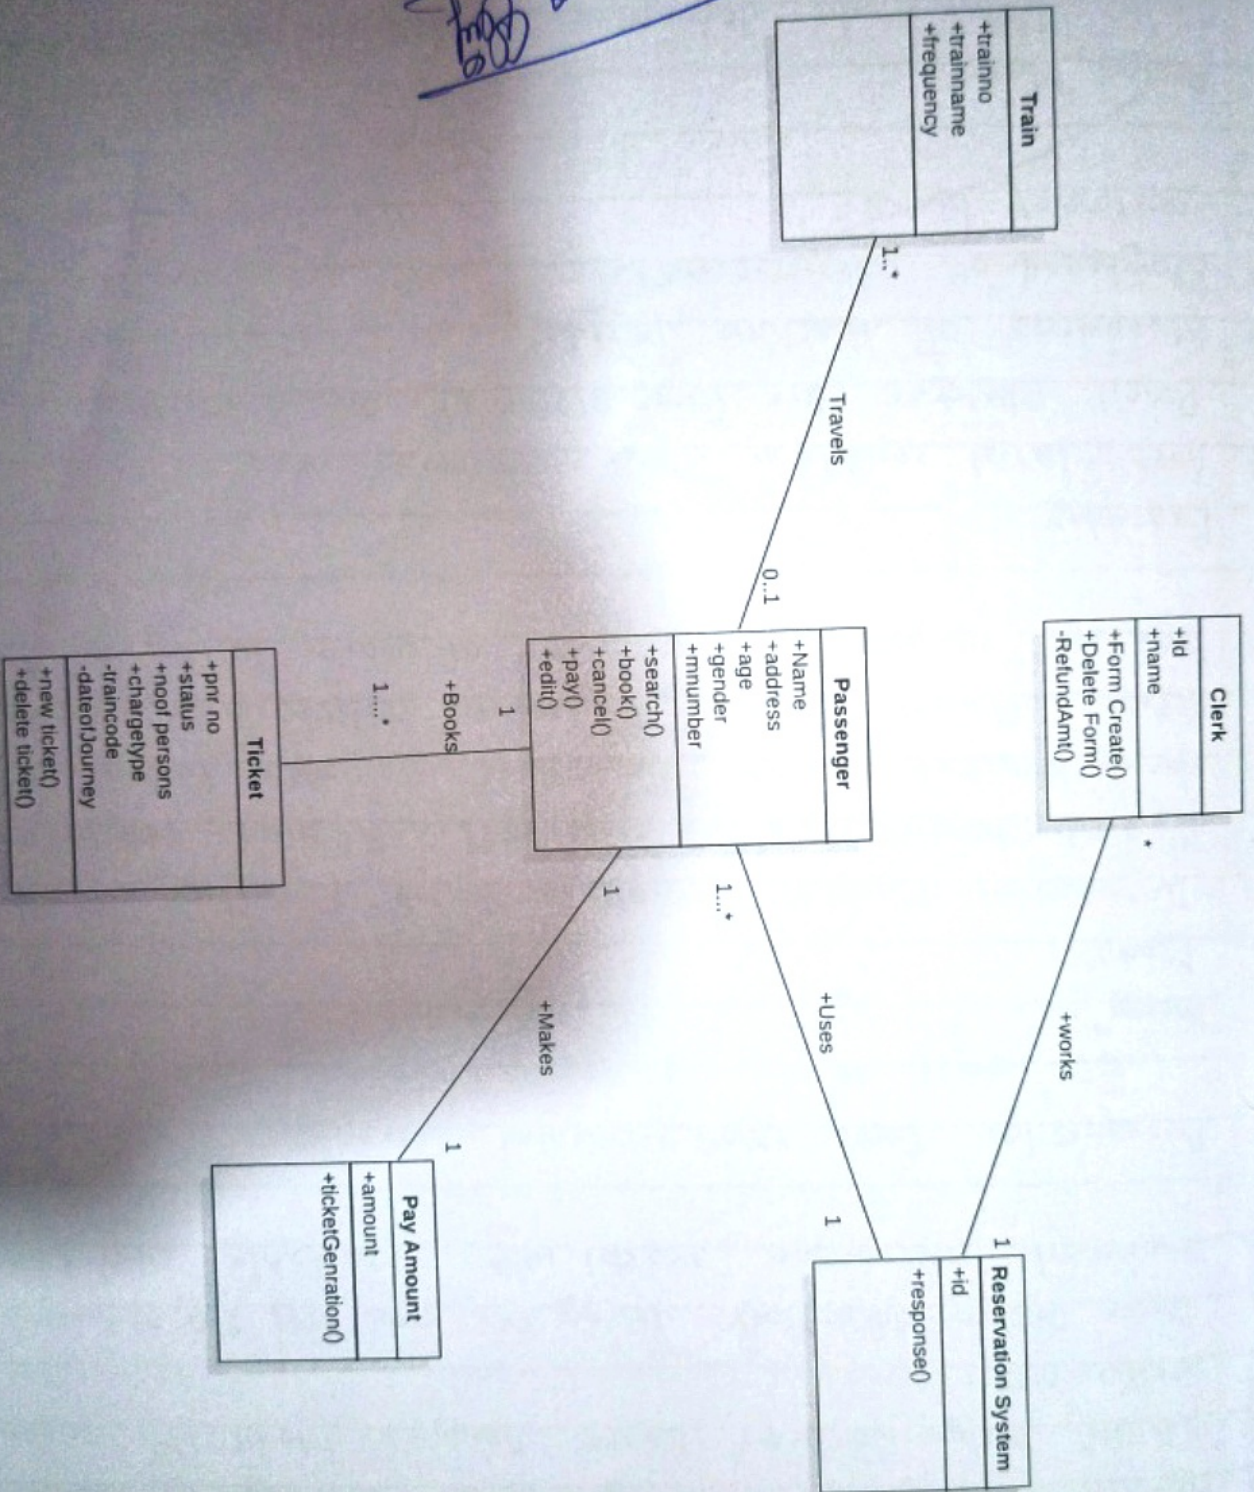 Clerk
+Id
+name
+Form Create()
+Delete Form()
-RefundAmt()
*
+works
1
Reservation System
+id
+response()
Train
+trainno
+trainname
+frequency
1..*
Travels
0..1
Passenger
+Name
+address
+age
+gender
+mnumber
+search()
+book()
+cancel()
+pay()
+edit()
1...*
+Uses
1
1
+Makes
1
Pay Amount
+amount
+ticketGenration()
1
+Books
1....*
Ticket
+pnr no
+status
+noof persons
+chargetype
-traincode
-dateofJourney
+new ticket()
+delete ticket()